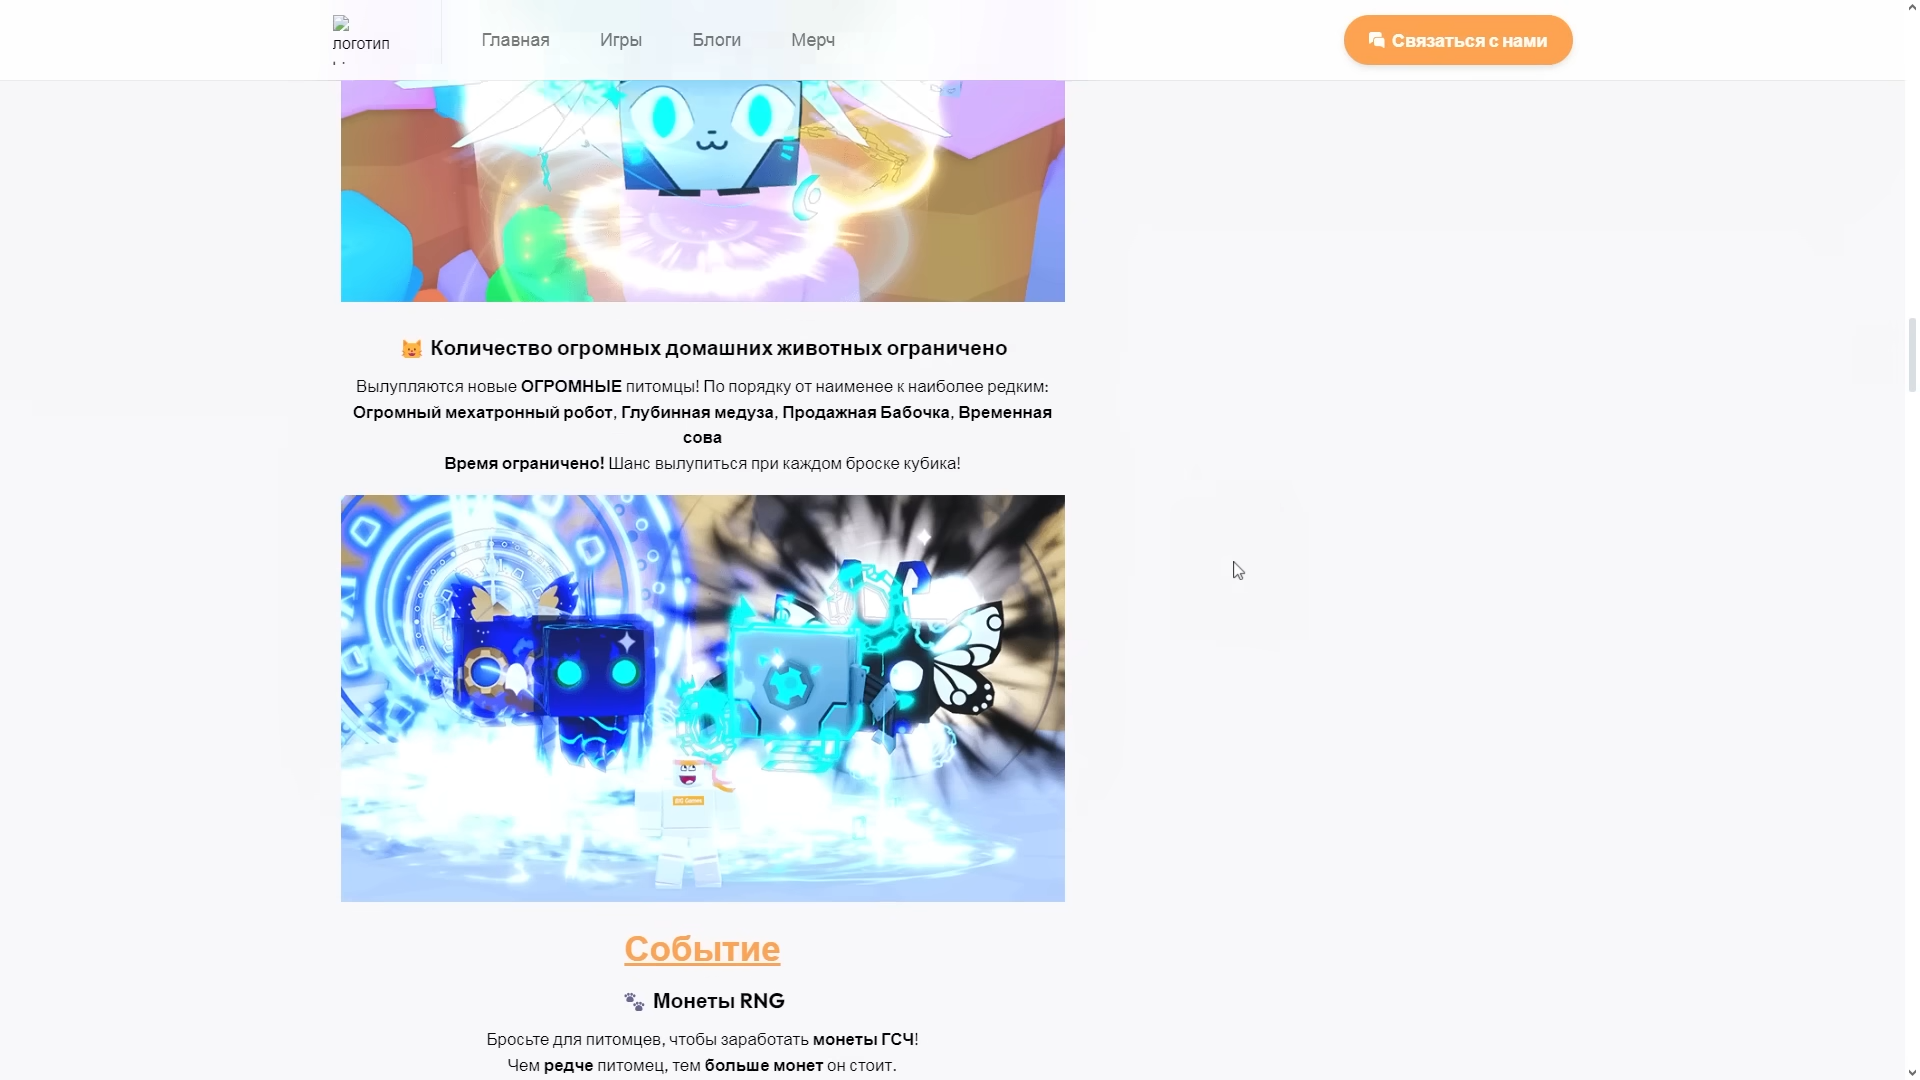 логотип
Главная Игры Блоги Мерч
Связаться с нами
Количество огромных домашних животных ограничено
Вылупляются новые ОГРОМНЫЕ питомцы! По порядку от наименее к наиболее редким:
Огромный мехатронный робот, Глубинная медуза, Продажная Бабочка, Временная
сова
Время ограничено! Шанс вылупиться при каждом броске кубика!
BIG Games
Событие
Монеты RNG
Бросьте для питомцев, чтобы заработать монеты ГСЧ!
Чем редче питомец, тем больше монет он стоит.